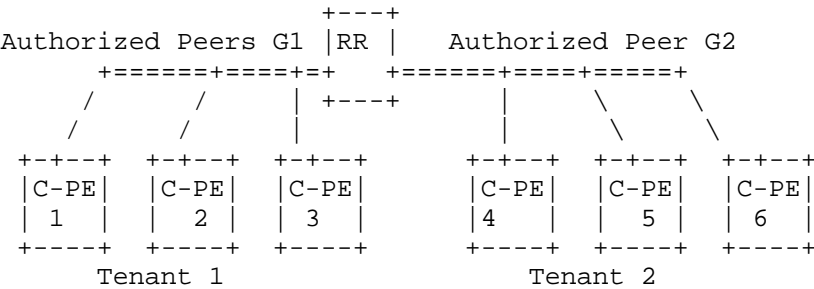 Authorized Peers G1 |RR | Authorized Peer G2
C-PE C-PE C-PE C-PE C-PE C-PE
1 2 3 4 5 6
Tenant 1 Tenant 2